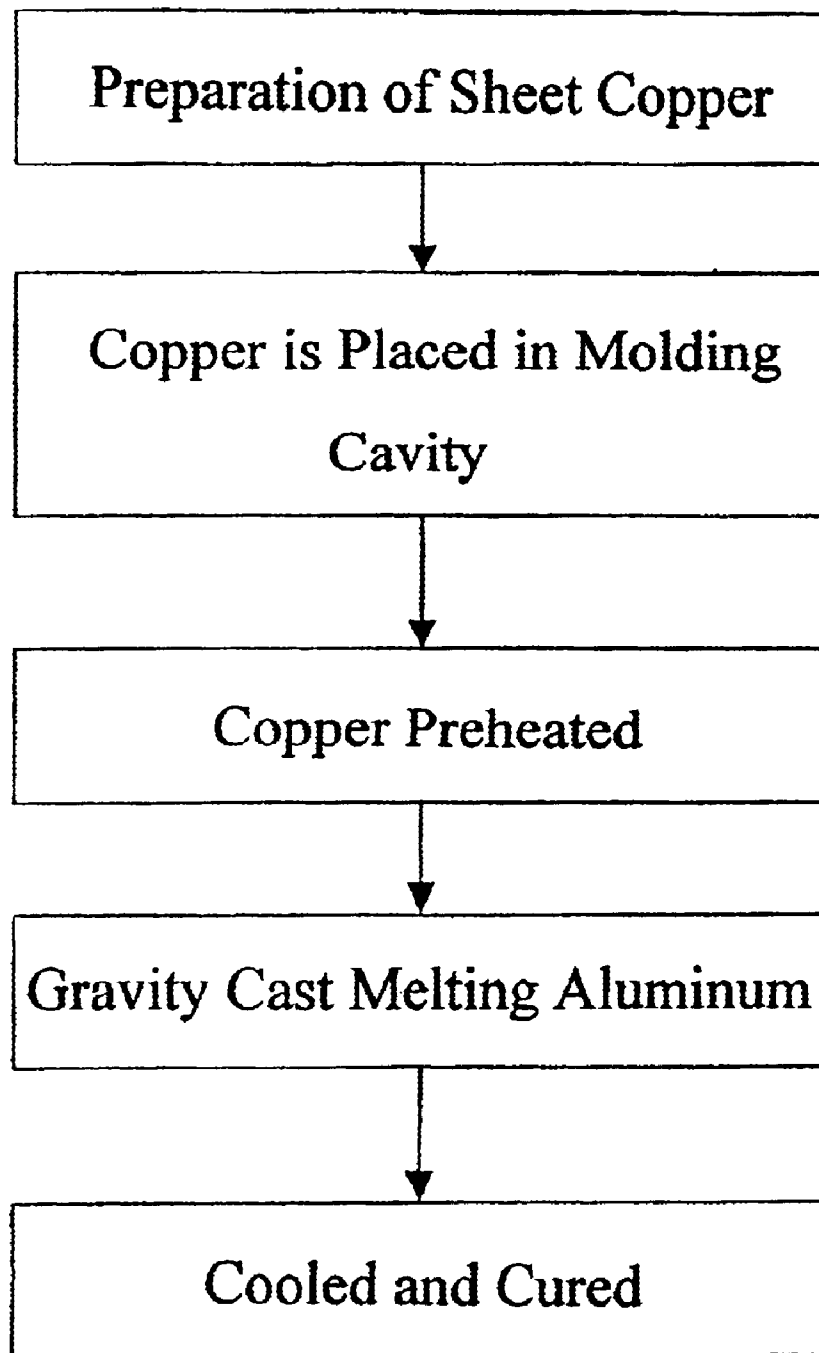 Preparation of Sheet Copper
Copper is Placed in Molding
Cavity
Copper Preheated
Gravity Cast Melting Aluminum
Cooled and Cured